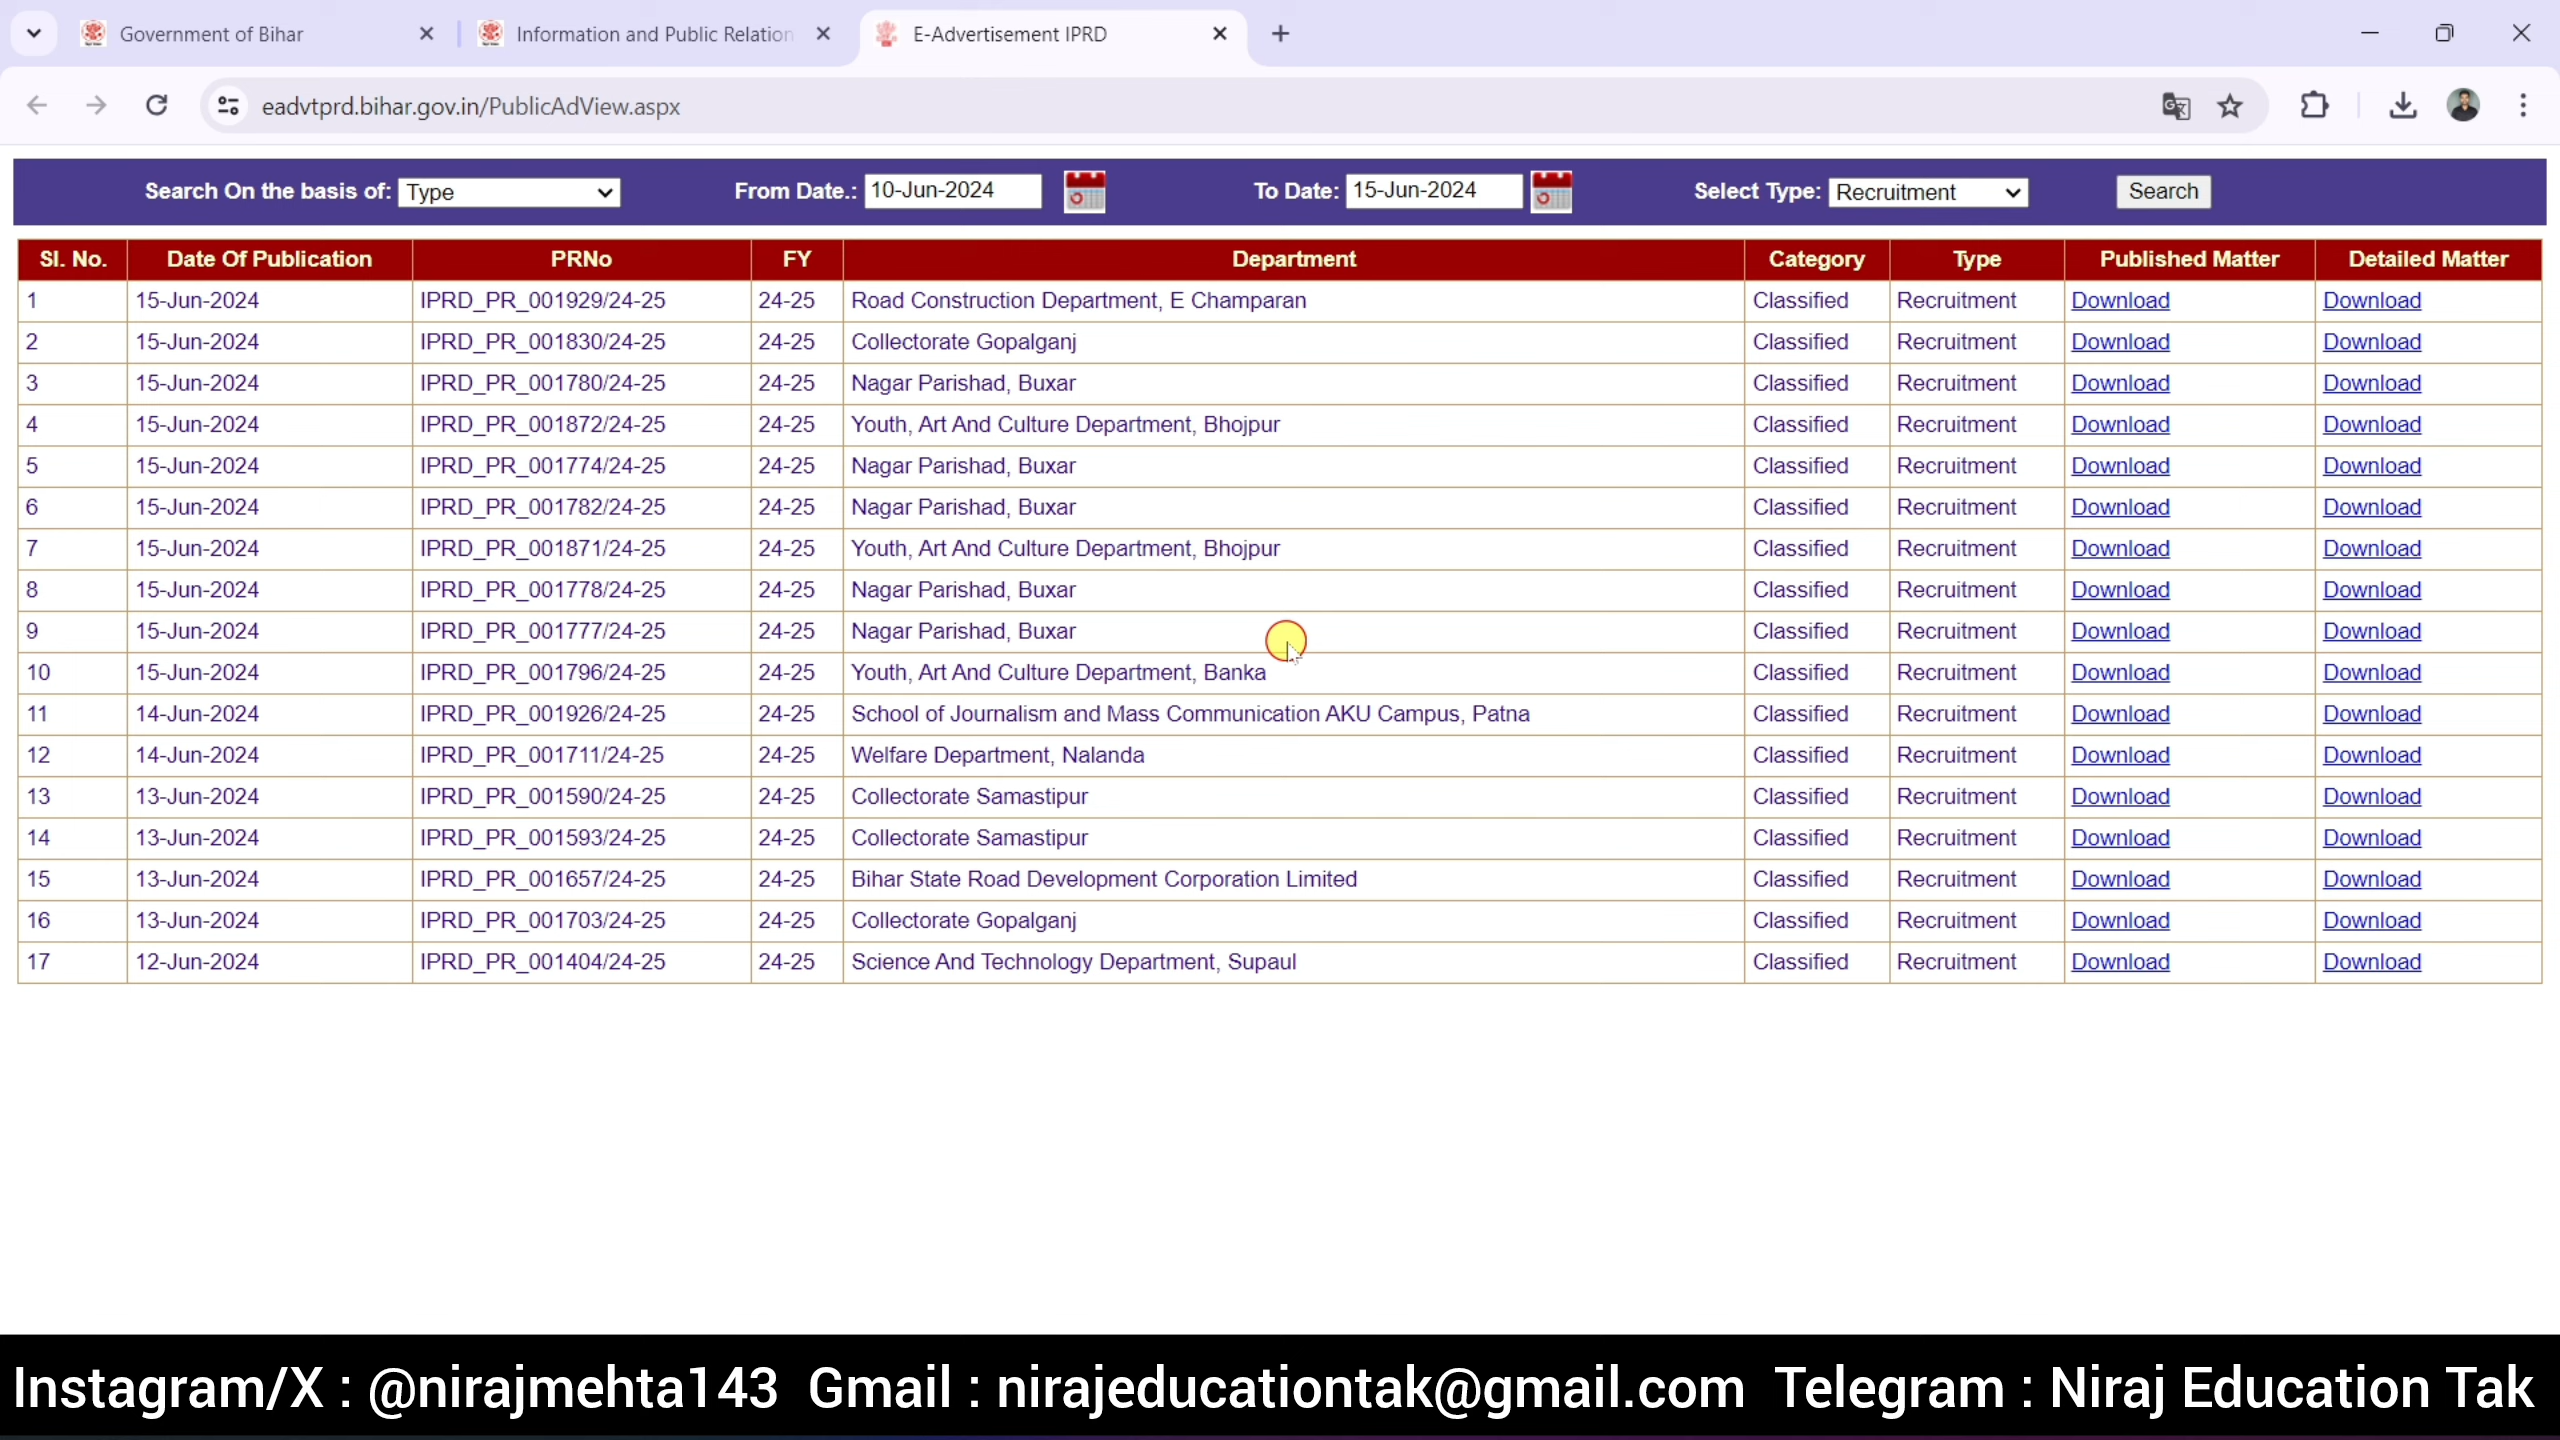 Government of Bihar
Information and Public Relation
E-Advertisement IPRD
eadvtprd.bihar.gov.in/PublicAdView.aspx
Search On the basis of: Type From Date.: 10-Jun-2024 To Date: 15-Jun-2024 Select Type: Recruitment Search
Sl. No. Date Of Publication PRNo FY Department Category Type Published Matter Detailed Matter
1 15-Jun-2024 IPRD_PR_001929/24-25 24-25 Road Construction Department, E Champaran Classified Recruitment Download Download
2 15-Jun-2024 IPRD_PR_001830/24-25 24-25 Collectorate Gopalganj Classified Recruitment Download Download
3 15-Jun-2024 IPRD_PR_001780/24-25 24-25 Nagar Parishad, Buxar Classified Recruitment Download Download
4 15-Jun-2024 IPRD_PR_001872/24-25 24-25 Youth, Art And Culture Department, Bhojpur Classified Recruitment Download Download
5 15-Jun-2024 IPRD_PR_001774/24-25 24-25 Nagar Parishad, Buxar Classified Recruitment Download Download
6 15-Jun-2024 IPRD_PR_001782/24-25 24-25 Nagar Parishad, Buxar Classified Recruitment Download Download
7 15-Jun-2024 IPRD_PR_001871/24-25 24-25 Youth, Art And Culture Department, Bhojpur Classified Recruitment Download Download
8 15-Jun-2024 IPRD_PR_001778/24-25 24-25 Nagar Parishad, Buxar Classified Recruitment Download Download
9 15-Jun-2024 IPRD_PR_001777/24-25 24-25 Nagar Parishad, Buxar Classified Recruitment Download Download
10 15-Jun-2024 IPRD_PR_001796/24-25 24-25 Youth, Art And Culture Department, Banka Classified Recruitment Download Download
11 14-Jun-2024 IPRD_PR_001926/24-25 24-25 School of Journalism and Mass Communication AKU Campus, Patna Classified Recruitment Download Download
12 14-Jun-2024 IPRD_PR_001711/24-25 24-25 Welfare Department, Nalanda Classified Recruitment Download Download
13 13-Jun-2024 IPRD_PR_001590/24-25 24-25 Collectorate Samastipur Classified Recruitment Download Download
14 13-Jun-2024 IPRD_PR_001593/24-25 24-25 Collectorate Samastipur Classified Recruitment Download Download
15 13-Jun-2024 IPRD_PR_001657/24-25 24-25 Bihar State Road Development Corporation Limited Classified Recruitment Download Download
16 13-Jun-2024 IPRD_PR_001703/24-25 24-25 Collectorate Gopalganj Classified Recruitment Download Download
17 12-Jun-2024 IPRD_PR_001404/24-25 24-25 Science And Technology Department, Supaul Classified Recruitment Download Download
Instagram/X : @nirajmehta143 Gmail : nirajeducationtak@gmail.com Telegram : Niraj Education Tak